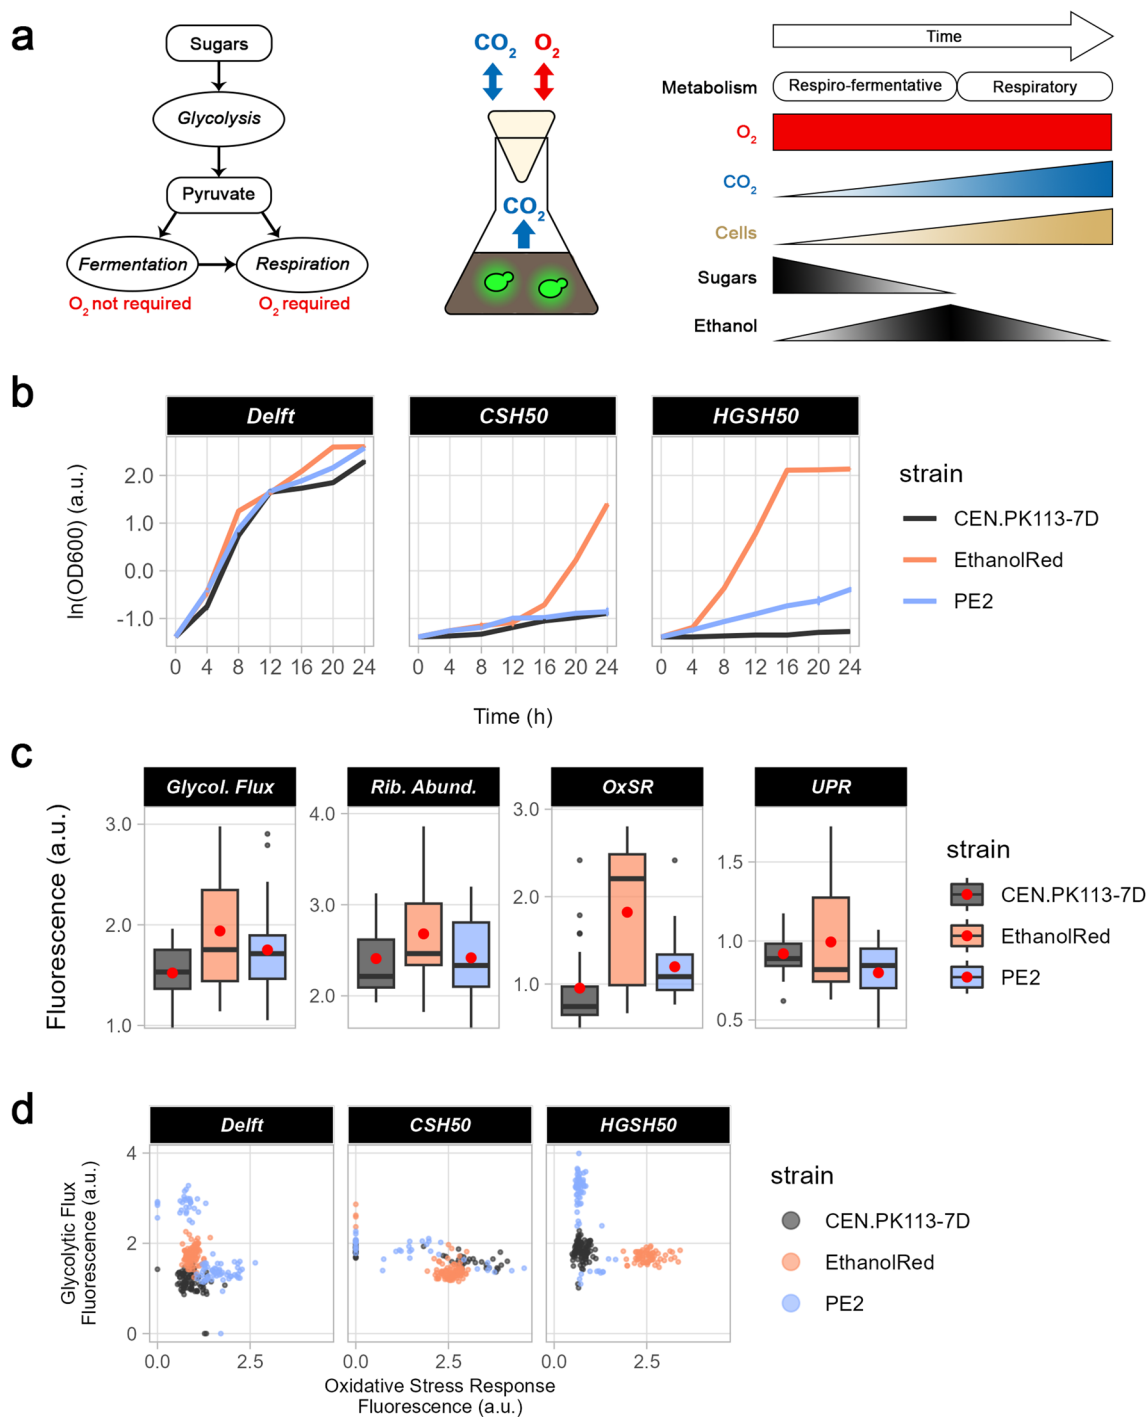 a
Sugars
Glycolysis
Pyruvate
Fermentation
Respiration
O2 not required
O2 required
CO2
O2
CO2
Time
Metabolism
Respiro-fermentative
Respiratory
O2
CO2
Cells
Sugars
Ethanol
b
Delft
CSH50
HGSH50
ln(OD600) (a.u.)
2.0
1.0
0.0
-1.0
0 4 8 12 16 20 24
0 4 8 12 16 20 24
0 4 8 12 16 20 24
Time (h)
strain
CEN.PK113-7D
EthanolRed
PE2
c
Glycol. Flux
Rib. Abund.
OxSR
UPR
Fluorescence (a.u.)
3.0
2.0
1.0
4.0
3.0
2.0
3.0
2.0
1.0
1.5
1.0
0.5
strain
CEN.PK113-7D
EthanolRed
PE2
d
Delft
CSH50
HGSH50
Glycolytic Flux
Fluorescence (a.u.)
4
2
0
0.0 2.5
0.0 2.5
0.0 2.5
Oxidative Stress Response
Fluorescence (a.u.)
strain
CEN.PK113-7D
EthanolRed
PE2